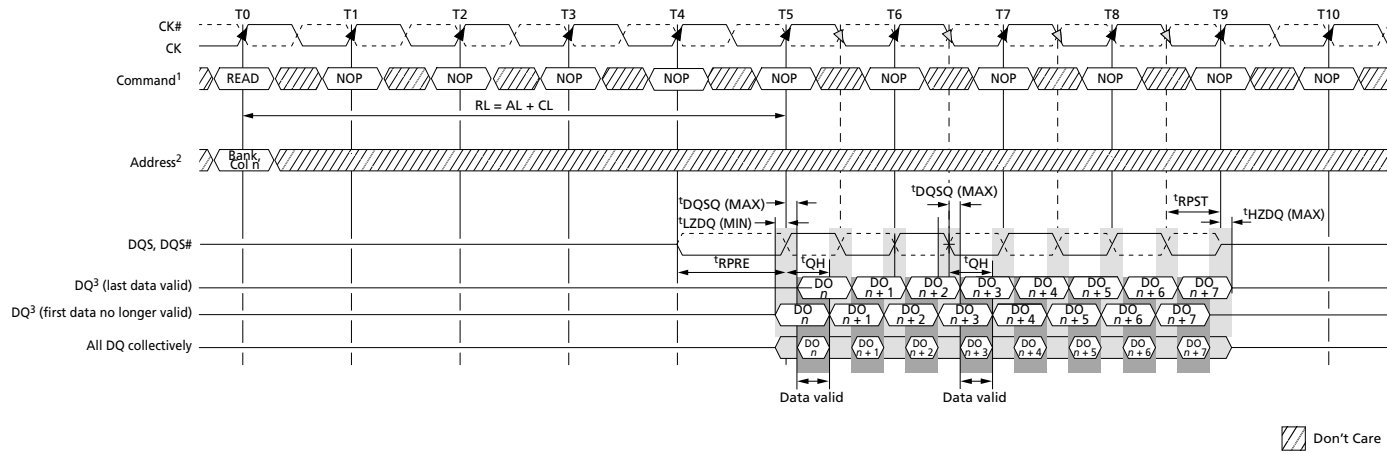 T0 T1 T2 T3 T4 T5 T6 T7 T8 T9 T10
CK#
CK
Command1 READ NOP NOP NOP NOP NOP NOP NOP NOP NOP NOP
RL = AL + CL
Address2 Bank, Col n
tDQSQ (MAX) tDQSQ (MAX)
tLZDQ (MIN) tRPST tHZDQ (MAX)
DQS, DQS#
tRPRE tQH tQH
DQ3 (last data valid) DO n DO n + 1 DO n + 2 DO n + 3 DO n + 4 DO n + 5 DO n + 6 DO n + 7
DQ3 (first data no longer valid) DO n DO n + 1 DO n + 2 DO n + 3 DO n + 4 DO n + 5 DO n + 6 DO n + 7
All DQ collectively DO n DO n + 1 DO n + 2 DO n + 3 DO n + 4 DO n + 5 DO n + 6 DO n + 7
Data valid Data valid
Don't Care